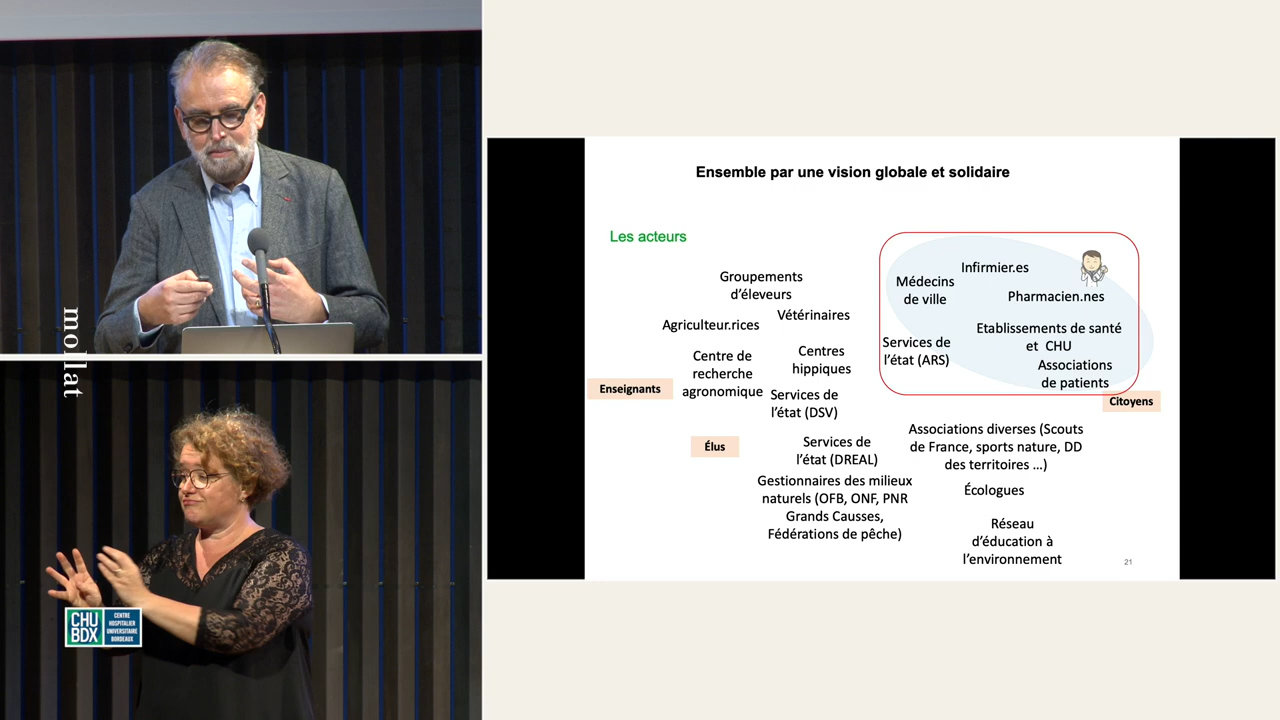 mollat
CHU
BDX
CENTRE
HOSPITALIER
UNIVERSITAIRE
BORDEAUX
Ensemble par une vision globale et solidaire
Les acteurs
Groupements
d’éleveurs
Agriculteur.rices
Vétérinaires
Centre de
recherche
agronomique
Centres
hippiques
Enseignants
Services de
l’état (DSV)
Élus
Services de
l’état (DREAL)
Gestionnaires des milieux
naturels (OFB, ONF, PNR
Grands Causses,
Fédérations de pêche)
Infirmier.es
Médecins
de ville
Pharmacien.nes
Etablissements de santé
et CHU
Services de
l’état (ARS)
Associations
de patients
Citoyens
Associations diverses (Scouts
de France, sports nature, DD
des territoires ...)
Écologues
Réseau
d’éducation à
l’environnement
21